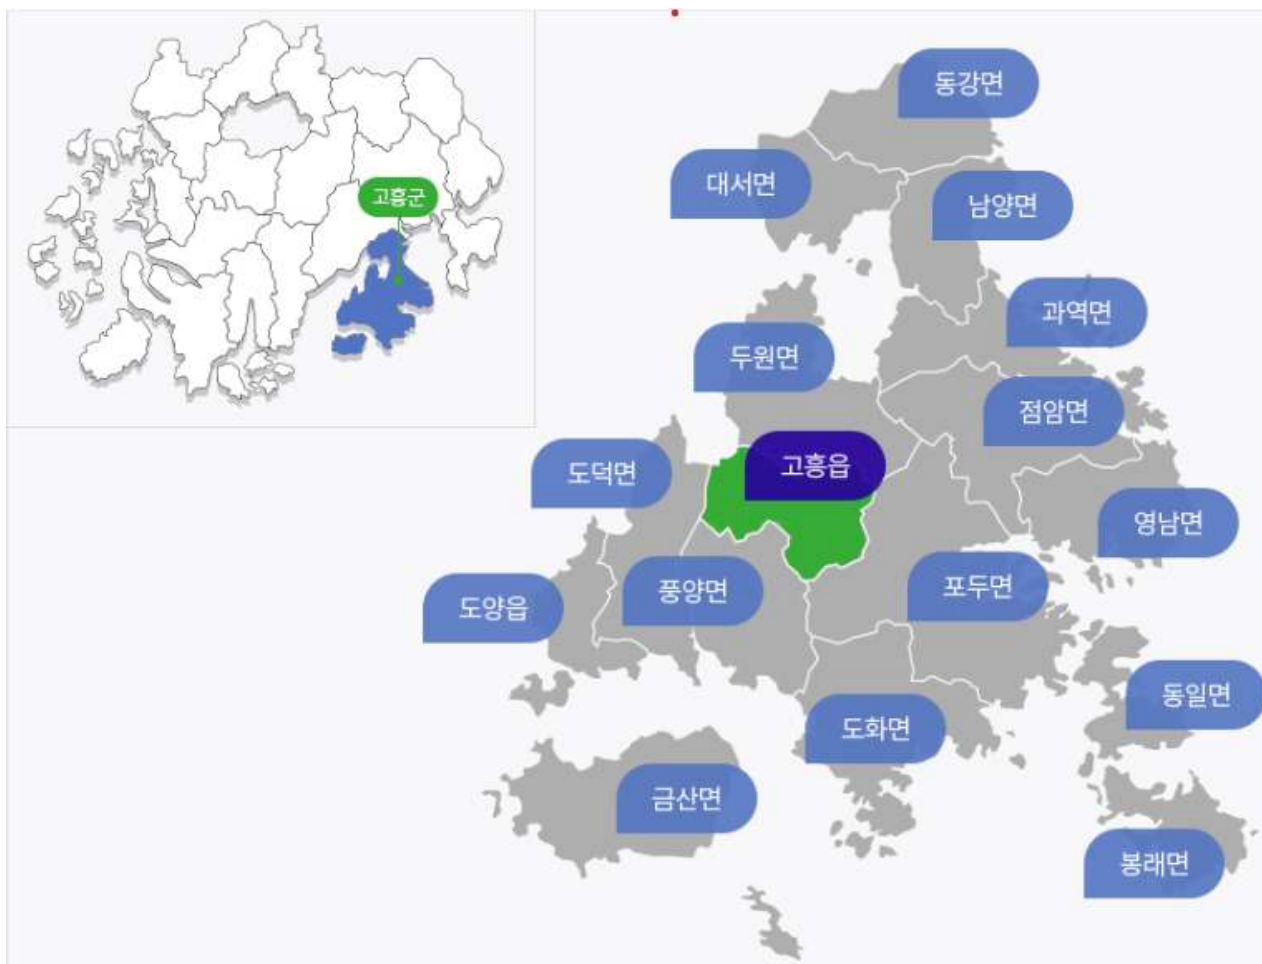 동강면
대서면
남양면
고흥군
과역면
두원면
점암면
고흥읍
도덕면
영남면
풍양면
포두면
도양읍
동일면
도화면
금산면
봉래면